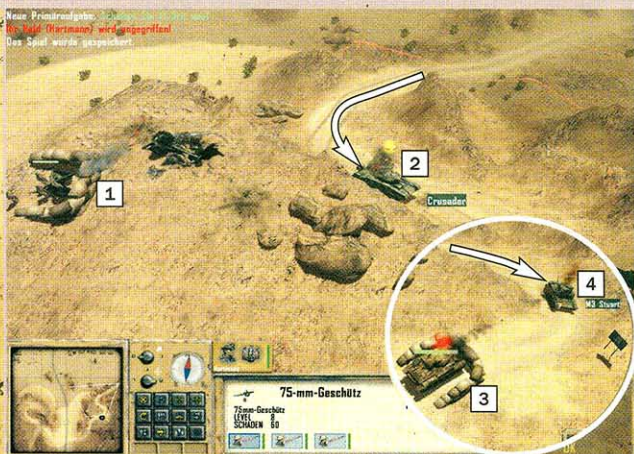 Neue Primäraufgabe:
Ihr Held (Hartmann) wird angegriffen!
Das Spiel wurde gespeichert.
1
2
Crusader
4
M3 Stuart
3
75-mm-Geschütz
75mm-Geschütz
LEVEL 8
SCHADEN 60